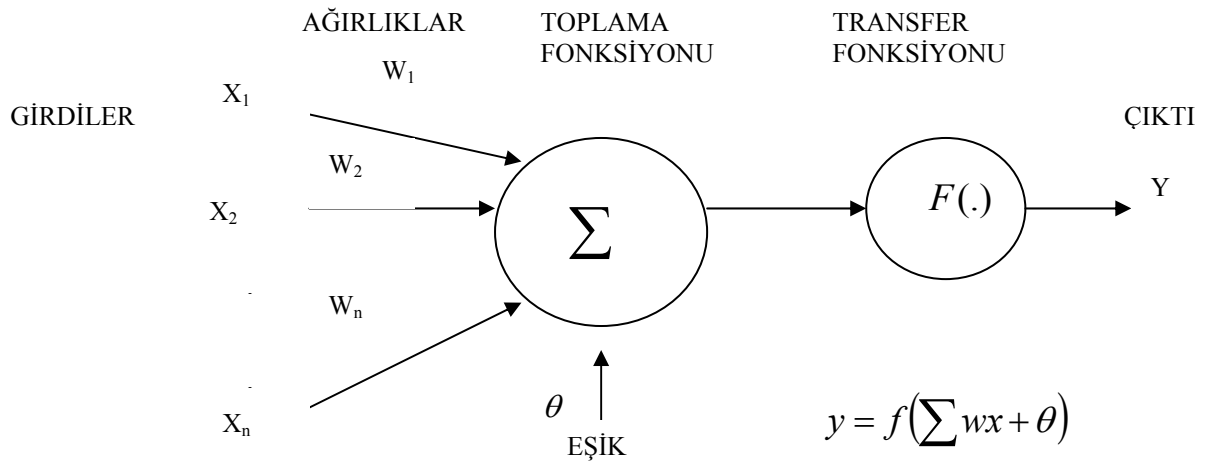 AĞIRLIKLAR
TOPLAMA
FONKSİYONU
TRANSFER
FONKSİYONU
W₁
X₁
GİRDİLER
ÇIKTI
W₂
Y
X₂
∑
F(.)
Wₙ
θ
Xₙ
EŞİK
y = f(∑ wx + θ)